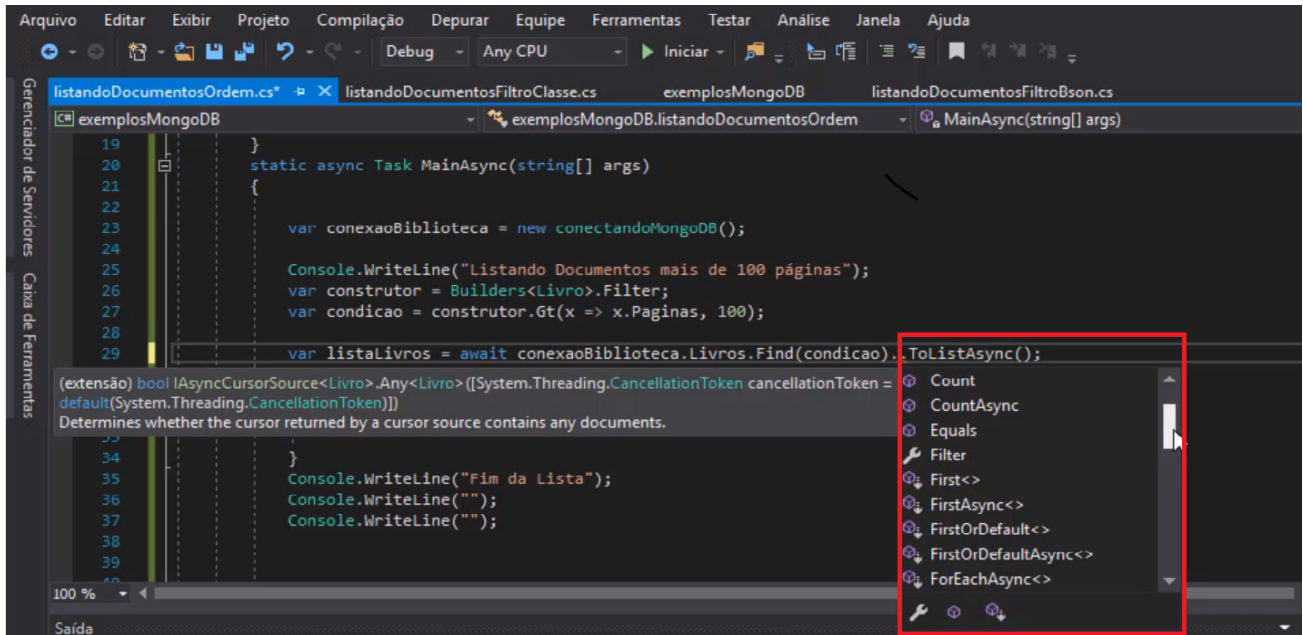 Arquivo Editar Exibir Projeto Compilação Depurar Equipe Ferramentas Testar Análise Janela Ajuda
Debug Any CPU Iniciar
Gerenciador de Servidores
Caixa de Ferramentas
listandoDocumentosOrdem.cs* listandoDocumentosFiltroClasse.cs exemplosMongoDB listandoDocumentosFiltroBson.cs
C# exemplosMongoDB exemplosMongoDB.listandoDocumentosOrdem MainAsync(string[] args)
19 }
20 static async Task MainAsync(string[] args)
21 {
22
23 var conexaoBiblioteca = new conectandoMongoDB();
24
25 Console.WriteLine("Listando Documentos mais de 100 páginas");
26 var construtor = Builders<Livro>.Filter;
27 var condicao = construtor.Gt(x => x.Paginas, 100);
28
29 var listaLivros = await conexaoBiblioteca.Livros.Find(condicao)..ToListAsync();
(extensão) bool IAsyncCursorSource<Livro>.Any<Livro>([System.Threading.CancellationToken cancellationToken =
default(System.Threading.CancellationToken)])
Determines whether the cursor returned by a cursor source contains any documents.
Count
CountAsync
Equals
Filter
First<>
FirstAsync<>
FirstOrDefault<>
FirstOrDefaultAsync<>
ForEachAsync<>
34 }
35 Console.WriteLine("Fim da Lista");
36 Console.WriteLine("");
37 Console.WriteLine("");
38
39
100 %
Saída